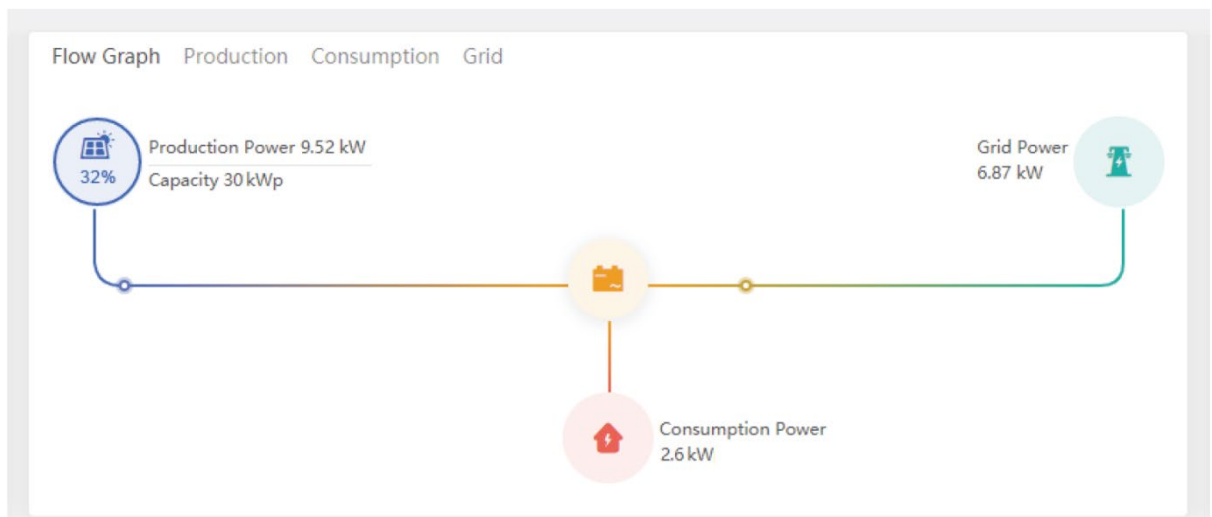 Flow Graph Production Consumption Grid
32%
Production Power 9.52 kW
Capacity 30 kWp
Grid Power
6.87 kW
Consumption Power
2.6 kW